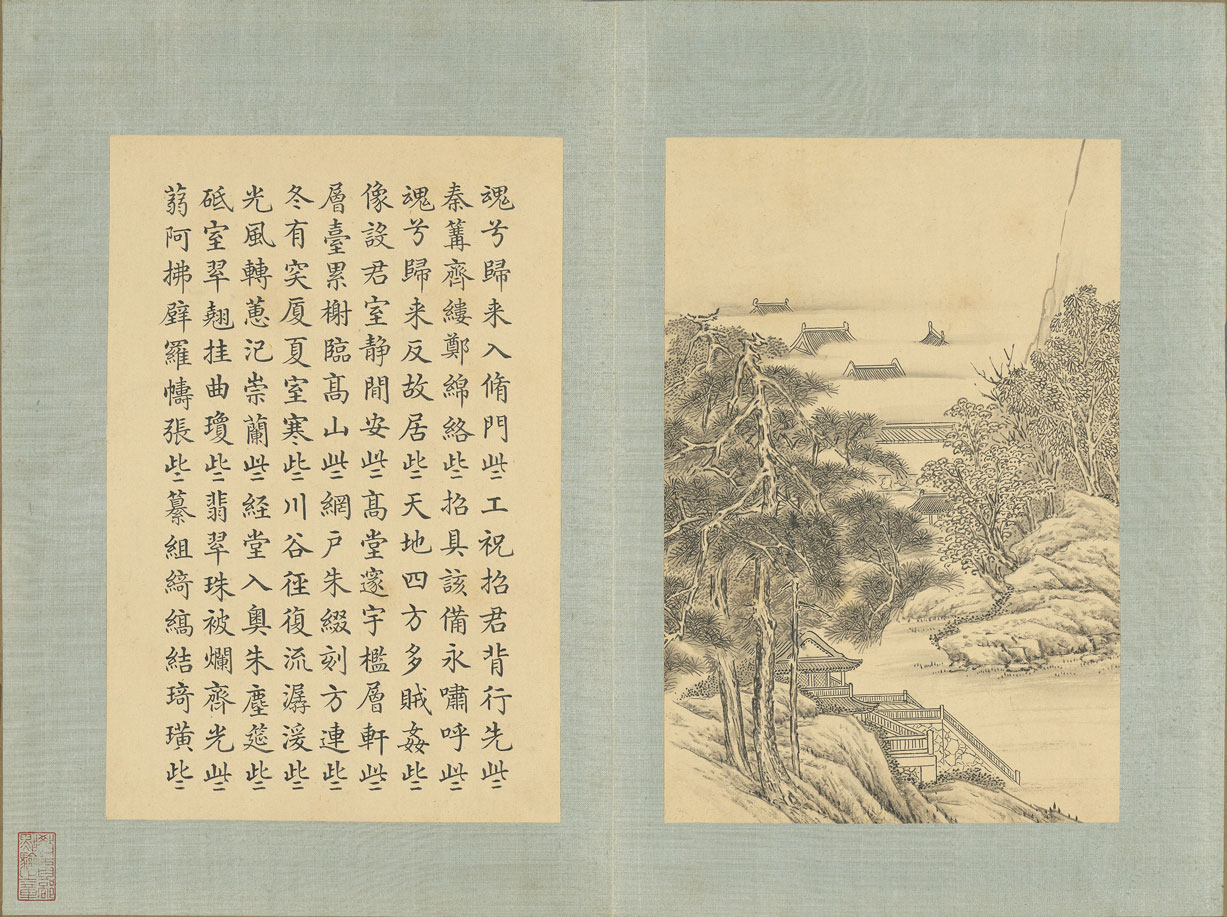 魂兮歸来入脩門些工祝招君背行先些
秦篝齊縷鄭綿絡些招具該備永嘯呼些
魂兮歸来反故居些天地四方多賊姦些
像設君室静間安些高堂邃宇檻層軒些
層臺累榭臨高山些網户朱綴刻方連些
冬有突厦夏室寒些川谷徑復流潺湲些
光風轉蕙氾崇蘭些経堂入奥朱塵筵些
砥室翠翹挂曲瓊些翡翠珠被爛齊光些
蒻阿拂壁羅幬張些纂組綺縞結琦璜些